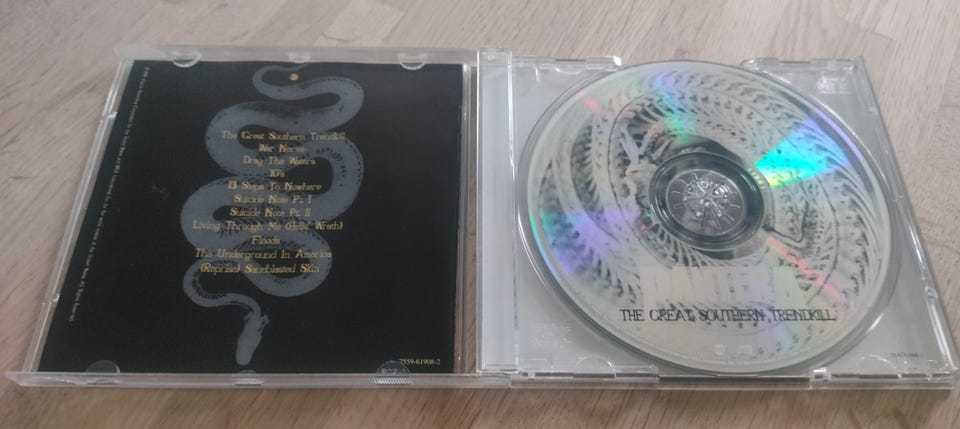 The Great Southern Trendkill
War Nerve
Drag The Waters
10's
13 Steps To Nowhere
Suicide Note Pt. I
Suicide Note Pt. II
Living Through Me (Hells' Wrath)
Floods
The Underground In America
(Reprise) Sandblasted Skin
7559-61908-2
THE GREAT SOUTHERN TRENDKILL